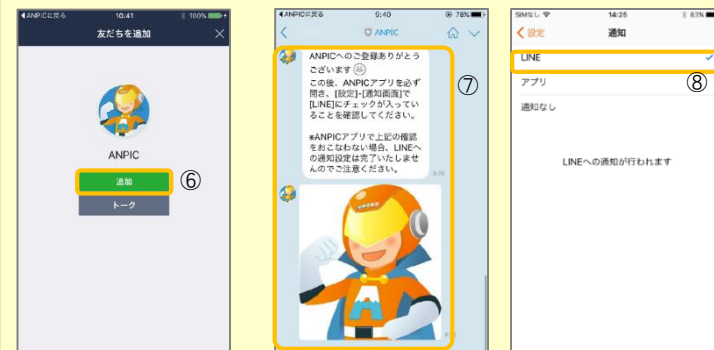 ◀ANPICに戻る 10:41 100%
友だちを追加 ×
ANPIC
追加
⑥
トーク
◀ANPICに戻る 9:40 78%
ANPIC
ANPICへのご登録ありがとう
ございます
この後、ANPICアプリを必ず
開き、[設定]-[通知画面]で
[LINE]にチェックが入ってい
ることを確認してください。
※ANPICアプリで上記の確認
をおこなわない場合、LINEへ
の通知設定は完了いたしませ
んのでご注意ください。
⑦
A
SIMなし 14:25 83%
設定 通知
LINE
⑧
アプリ
通知なし
LINEへの通知が行われます